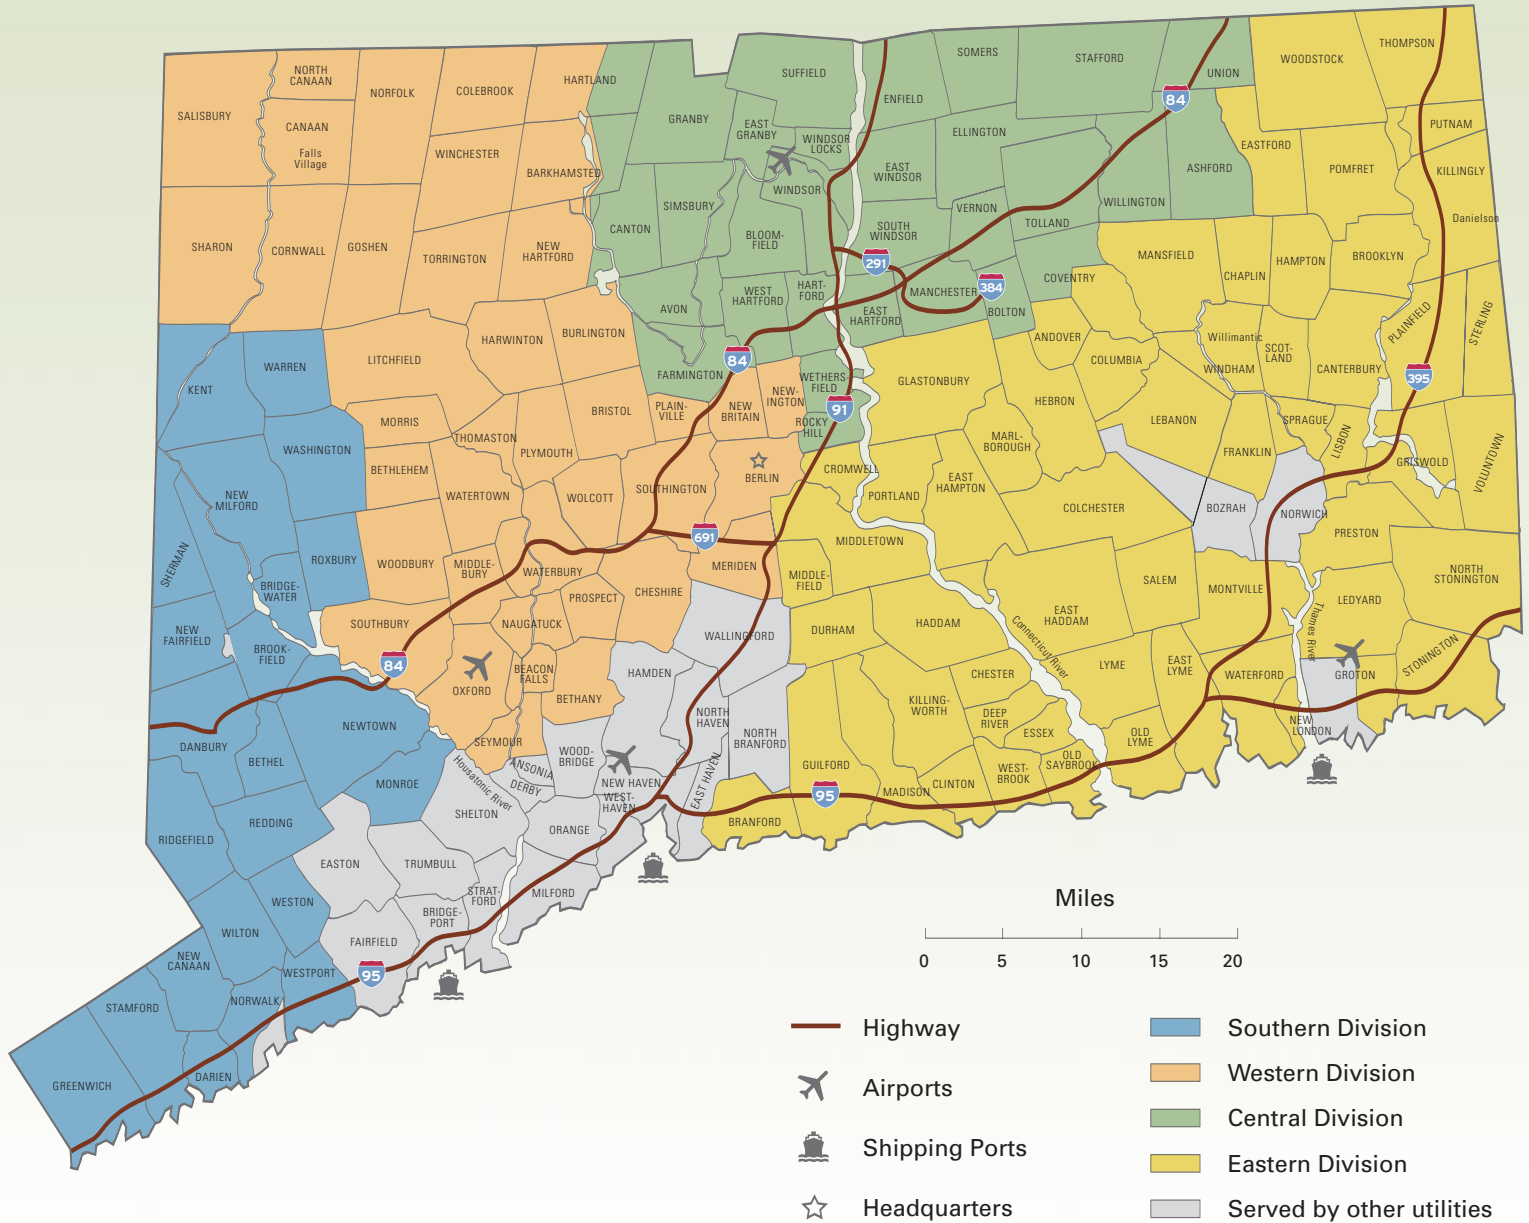 SALISBURY
NORTH
CANAAN
CANAAN
Falls
Village
NORFOLK
COLEBROOK
HARTLAND
WINCHESTER
BARKHAMSTED
SHARON
CORNWALL
GOSHEN
TORRINGTON
NEW
HARTFORD
GRANBY
SUFFIELD
EAST
GRANBY
WINDSOR
LOCKS
WINDSOR
SIMSBURY
CANTON
BLOOM-
FIELD
AVON
WEST
HARTFORD
HART-
FORD
FARMINGTON
ENFIELD
SOMERS
STAFFORD
UNION
84
ELLINGTON
EAST
WINDSOR
SOUTH
WINDSOR
VERNON
TOLLAND
WILLINGTON
ASHFORD
291
MANCHESTER
384
EAST
HARTFORD
BOLTON
COVENTRY
WOODSTOCK
THOMPSON
PUTNAM
EASTFORD
POMFRET
KILLINGLY
Danielson
MANSFIELD
CHAPLIN
HAMPTON
BROOKLYN
PLAINFIELD
STERLING
ANDOVER
COLUMBIA
Willimantic
WINDHAM
SCOT-
LAND
CANTERBURY
395
KENT
WARREN
LITCHFIELD
HARWINTON
BURLINGTON
84
WETHERS-
FIELD
91
ROCKY
HILL
WASHINGTON
MORRIS
THOMASTON
PLYMOUTH
BRISTOL
PLAIN-
VILLE
NEW
BRITAIN
NEW-
INGTON
BERLIN
GLASTONBURY
HEBRON
MARL-
BOROUGH
LEBANON
FRANKLIN
SPRAGUE
LISBON
GRISWOLD
VOLUNTOWN
BETHLEHEM
WATERTOWN
WOLCOTT
SOUTHINGTON
CROMWELL
PORTLAND
EAST
HAMPTON
COLCHESTER
BOZRAH
NORWICH
PRESTON
NEW
MILFORD
SHERMAN
ROXBURY
BRIDGE-
WATER
WOODBURY
MIDDLE-
BURY
WATERBURY
691
MERIDEN
CHESHIRE
PROSPECT
MIDDLETOWN
MIDDLE-
FIELD
SALEM
MONTVILLE
LEDYARD
NORTH
STONINGTON
NEW
FAIRFIELD
BROOK-
FIELD
SOUTHBURY
84
NAUGATUCK
OXFORD
BEACON
FALLS
BETHANY
WALLINGFORD
HAMDEN
DURHAM
HADDAM
EAST
HADDAM
Connecticut River
Thames River
LYME
EAST
LYME
WATERFORD
GROTON
STONINGTON
CHESTER
KILLING-
WORTH
DEEP
RIVER
ESSEX
OLD
LYME
NEW
LONDON
DANBURY
BETHEL
NEWTOWN
SEYMOUR
Housatonic River
ANSONIA
DERBY
WOOD-
BRIDGE
NORTH
HAVEN
NORTH
BRANFORD
NEW HAVEN
EAST HAVEN
WEST-
HAVEN
GUILFORD
MADISON
CLINTON
WEST-
BROOK
OLD
SAYBROOK
95
BRANFORD
MONROE
SHELTON
ORANGE
RIDGEFIELD
REDDING
EASTON
TRUMBULL
STRAT-
FORD
MILFORD
WESTON
BRIDGE-
PORT
WILTON
FAIRFIELD
95
NEW
CANAAN
WESTPORT
STAMFORD
NORWALK
GREENWICH
DARIEN
Miles
0 5 10 15 20
Highway
Airports
Shipping Ports
Headquarters
Southern Division
Western Division
Central Division
Eastern Division
Served by other utilities